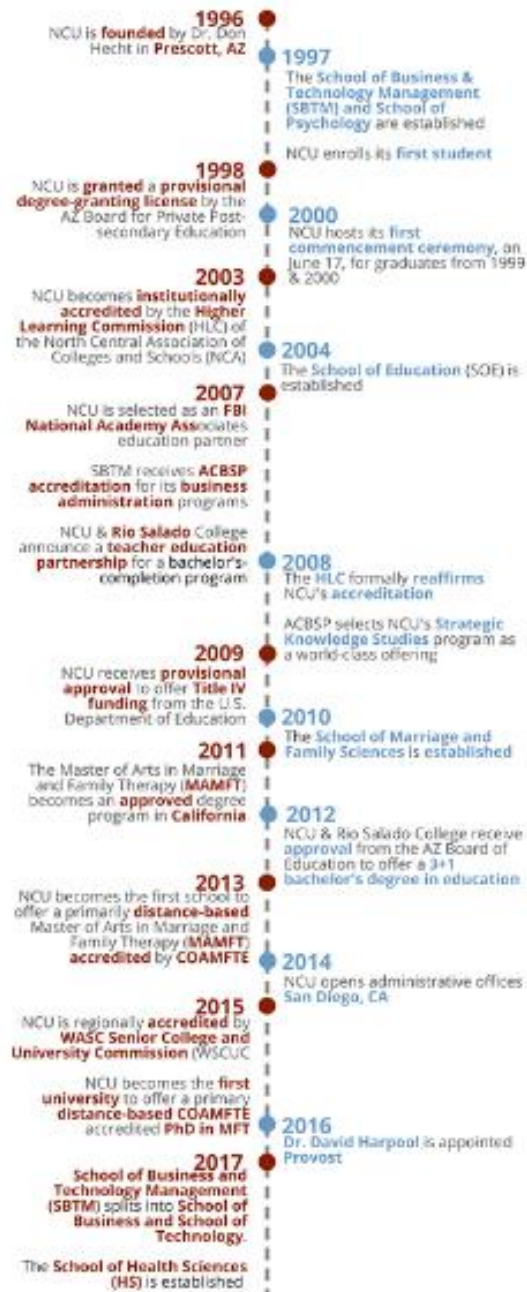 1996
NCU is founded by Dr. Don
Hecht in Prescott, AZ
1997
The School of Business &
Technology Management
(SBTM) and School of
Psychology are established
NCU enrolls its first student
1998
NCU is granted a provisional
degree-granting license by the
AZ Board for Private Post-
secondary Education
2000
NCU hosts its first
commencement ceremony, on
June 17, for graduates from 1999
& 2000
2003
NCU becomes institutionally
accredited by the Higher
Learning Commission (HLC) of
the North Central Association of
Colleges and Schools (NCA)
2004
The School of Education (SOE) is
established
2007
NCU is selected as an FBI
National Academy Associates
education partner
SBTM receives ACBSP
accreditation for its business
administration programs
NCU & Rio Salado College
announce a teacher education
partnership for a bachelor's-
completion program
2008
The HLC formally reaffirms
NCU's accreditation
ACBSP selects NCU's Strategic
Knowledge Studies program as
a world-class offering
2009
NCU receives provisional
approval to offer Title IV
funding from the U.S.
Department of Education
2010
The School of Marriage and
Family Sciences is established
2011
The Master of Arts in Marriage
and Family Therapy (MAMFT)
becomes an approved degree
program in California
2012
NCU & Rio Salado College receive
approval from the AZ Board of
Education to offer a 3+1
bachelor's degree in education
2013
NCU becomes the first school to
offer a primarily distance-based
Master of Arts in Marriage and
Family Therapy (MAMFT)
accredited by COAMFTE
2014
NCU opens administrative offices
San Diego, CA
2015
NCU is regionally accredited by
WASC Senior College and
University Commission (WSCUC
NCU becomes the first
university to offer a primary
distance-based COAMFTE
accredited PhD in MFT
2016
Dr. David Harpool is appointed
Provost
2017
School of Business and
Technology Management
(SBTM) splits into School of
Business and School of
Technology.
The School of Health Sciences
(HS) is established